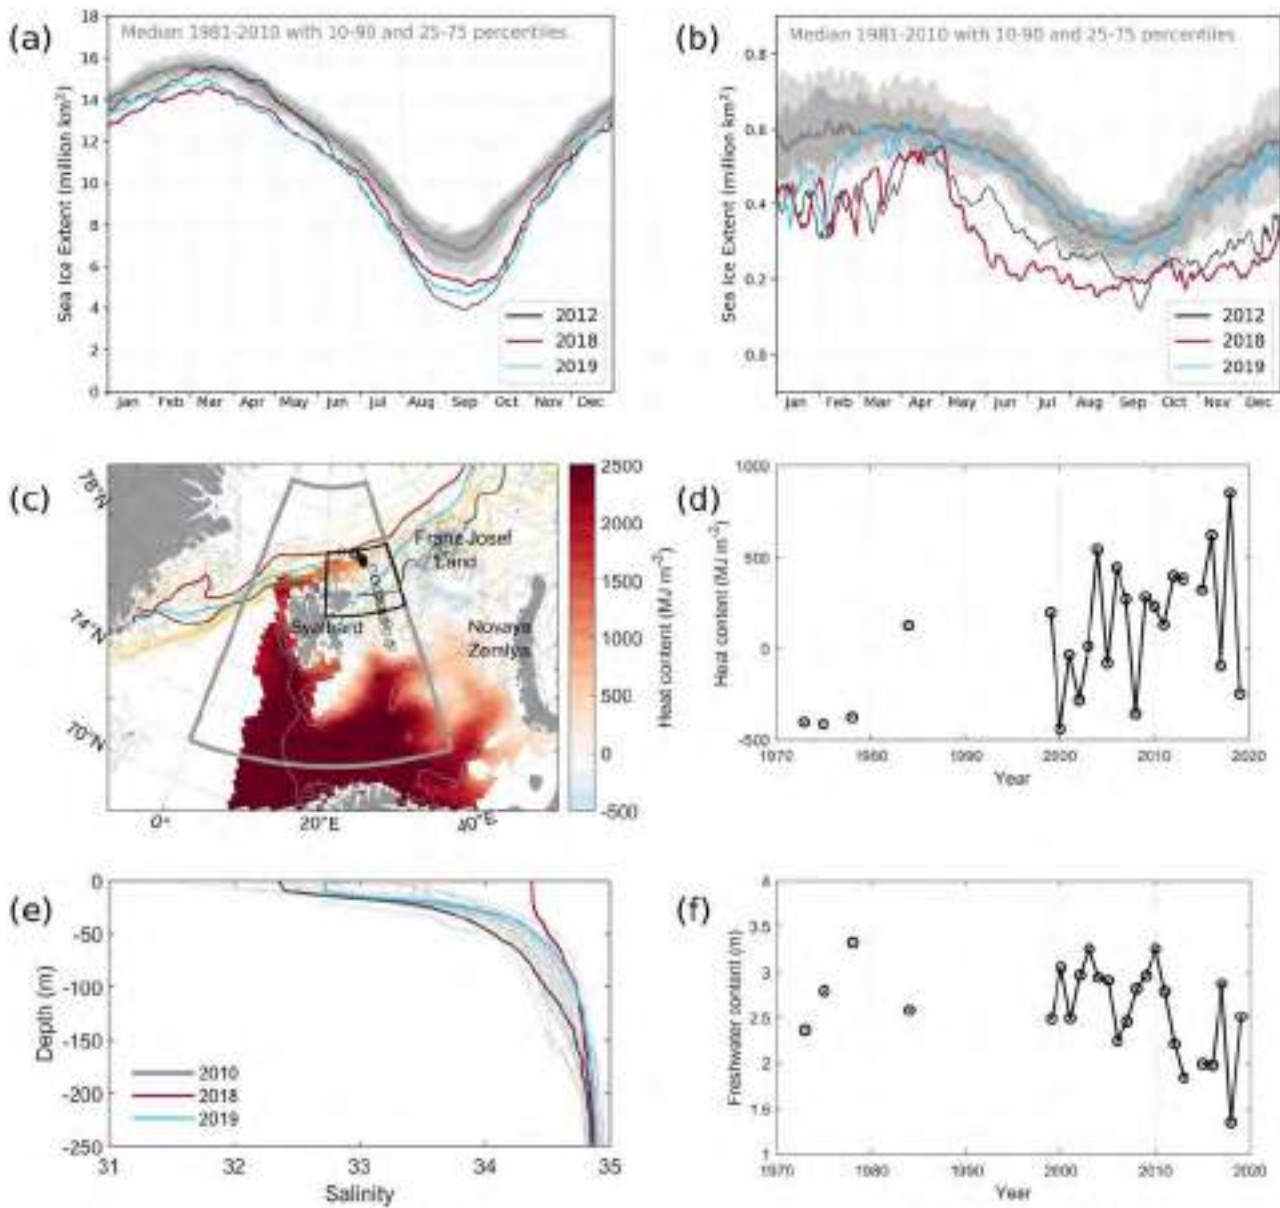 (a)
Median 1981-2010 with 10-90 and 25-75 percentiles
Sea Ice Extent (million km²)
18
16
14
12
10
8
6
4
2
0
Jan Feb Mar Apr May Jun Jul Aug Sep Oct Nov Dec
2012
2018
2019
(b)
Median 1981-2010 with 10-90 and 25-75 percentiles
Sea Ice Extent (million km²)
0.8
0.6
0.4
0.2
0.8
Jan Feb Mar Apr May Jun Jul Aug Sep Oct Nov Dec
2012
2018
2019
(c)
78°N
74°N
70°N
0°
20°E
40°E
Franz Josef
Land
Svalbard
Novaya
Zemlya
2500
2000
1500
1000
500
0
-500
Heat content (MJ m⁻²)
(d)
Heat content (MJ m⁻²)
1000
500
0
-500
1970 1980 1990 2000 2010 2020
Year
(e)
Depth (m)
0
-50
-100
-150
-200
-250
2010
2018
2019
31 32 33 34 35
Salinity
(f)
Freshwater content (m)
4
3.5
3
2.5
2
1.5
1
1970 1980 1990 2000 2010 2020
Year